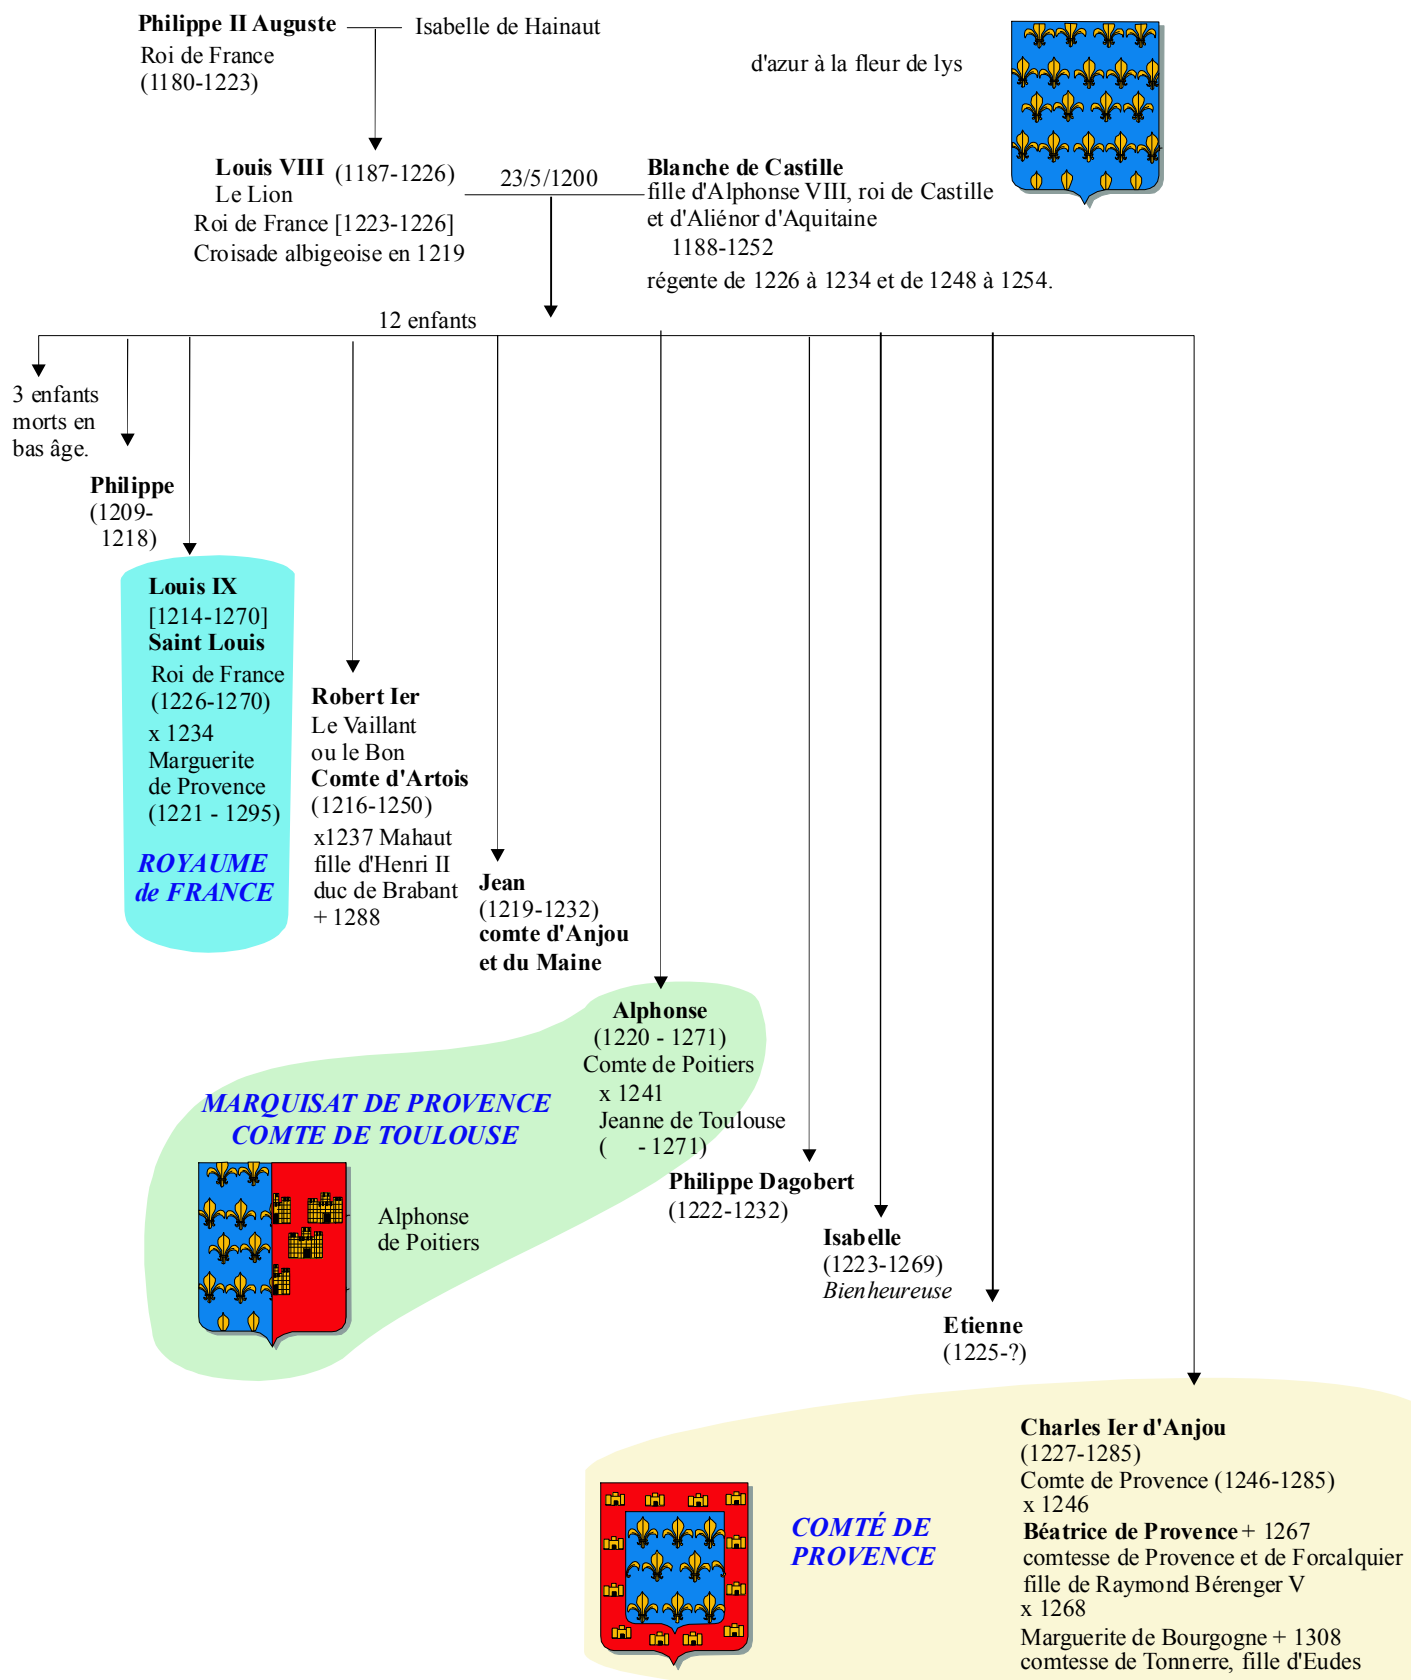 Philippe II Auguste
Isabelle de Hainaut
Roi de France
(1180-1223)
d'azur à la fleur de lys
Louis VIII (1187-1226)
Le Lion
Roi de France [1223-1226]
Croisade albigeoise en 1219
23/5/1200
Blanche de Castille
fille d'Alphonse VIII, roi de Castille
et d'Aliénor d'Aquitaine
1188-1252
régente de 1226 à 1234 et de 1248 à 1254.
12 enfants
3 enfants
morts en
bas âge.
Philippe
(1209-
1218)
Louis IX
[1214-1270]
Saint Louis
Roi de France
(1226-1270)
x 1234
Marguerite
de Provence
(1221 - 1295)
ROYAUME
de FRANCE
Robert Ier
Le Vaillant
ou le Bon
Comte d'Artois
(1216-1250)
x1237 Mahaut
fille d'Henri II
duc de Brabant
+ 1288
Jean
(1219-1232)
comte d'Anjou
et du Maine
Alphonse
(1220 - 1271)
Comte de Poitiers
x 1241
Jeanne de Toulouse
( - 1271)
MARQUISAT DE PROVENCE
COMTE DE TOULOUSE
Alphonse
de Poitiers
Philippe Dagobert
(1222-1232)
Isabelle
(1223-1269)
Bienheureuse
Etienne
(1225-?)
Charles Ier d'Anjou
(1227-1285)
Comte de Provence (1246-1285)
x 1246
Béatrice de Provence + 1267
comtesse de Provence et de Forcalquier
fille de Raymond Bérenger V
x 1268
Marguerite de Bourgogne + 1308
comtesse de Tonnerre, fille d'Eudes
COMTÉ DE
PROVENCE